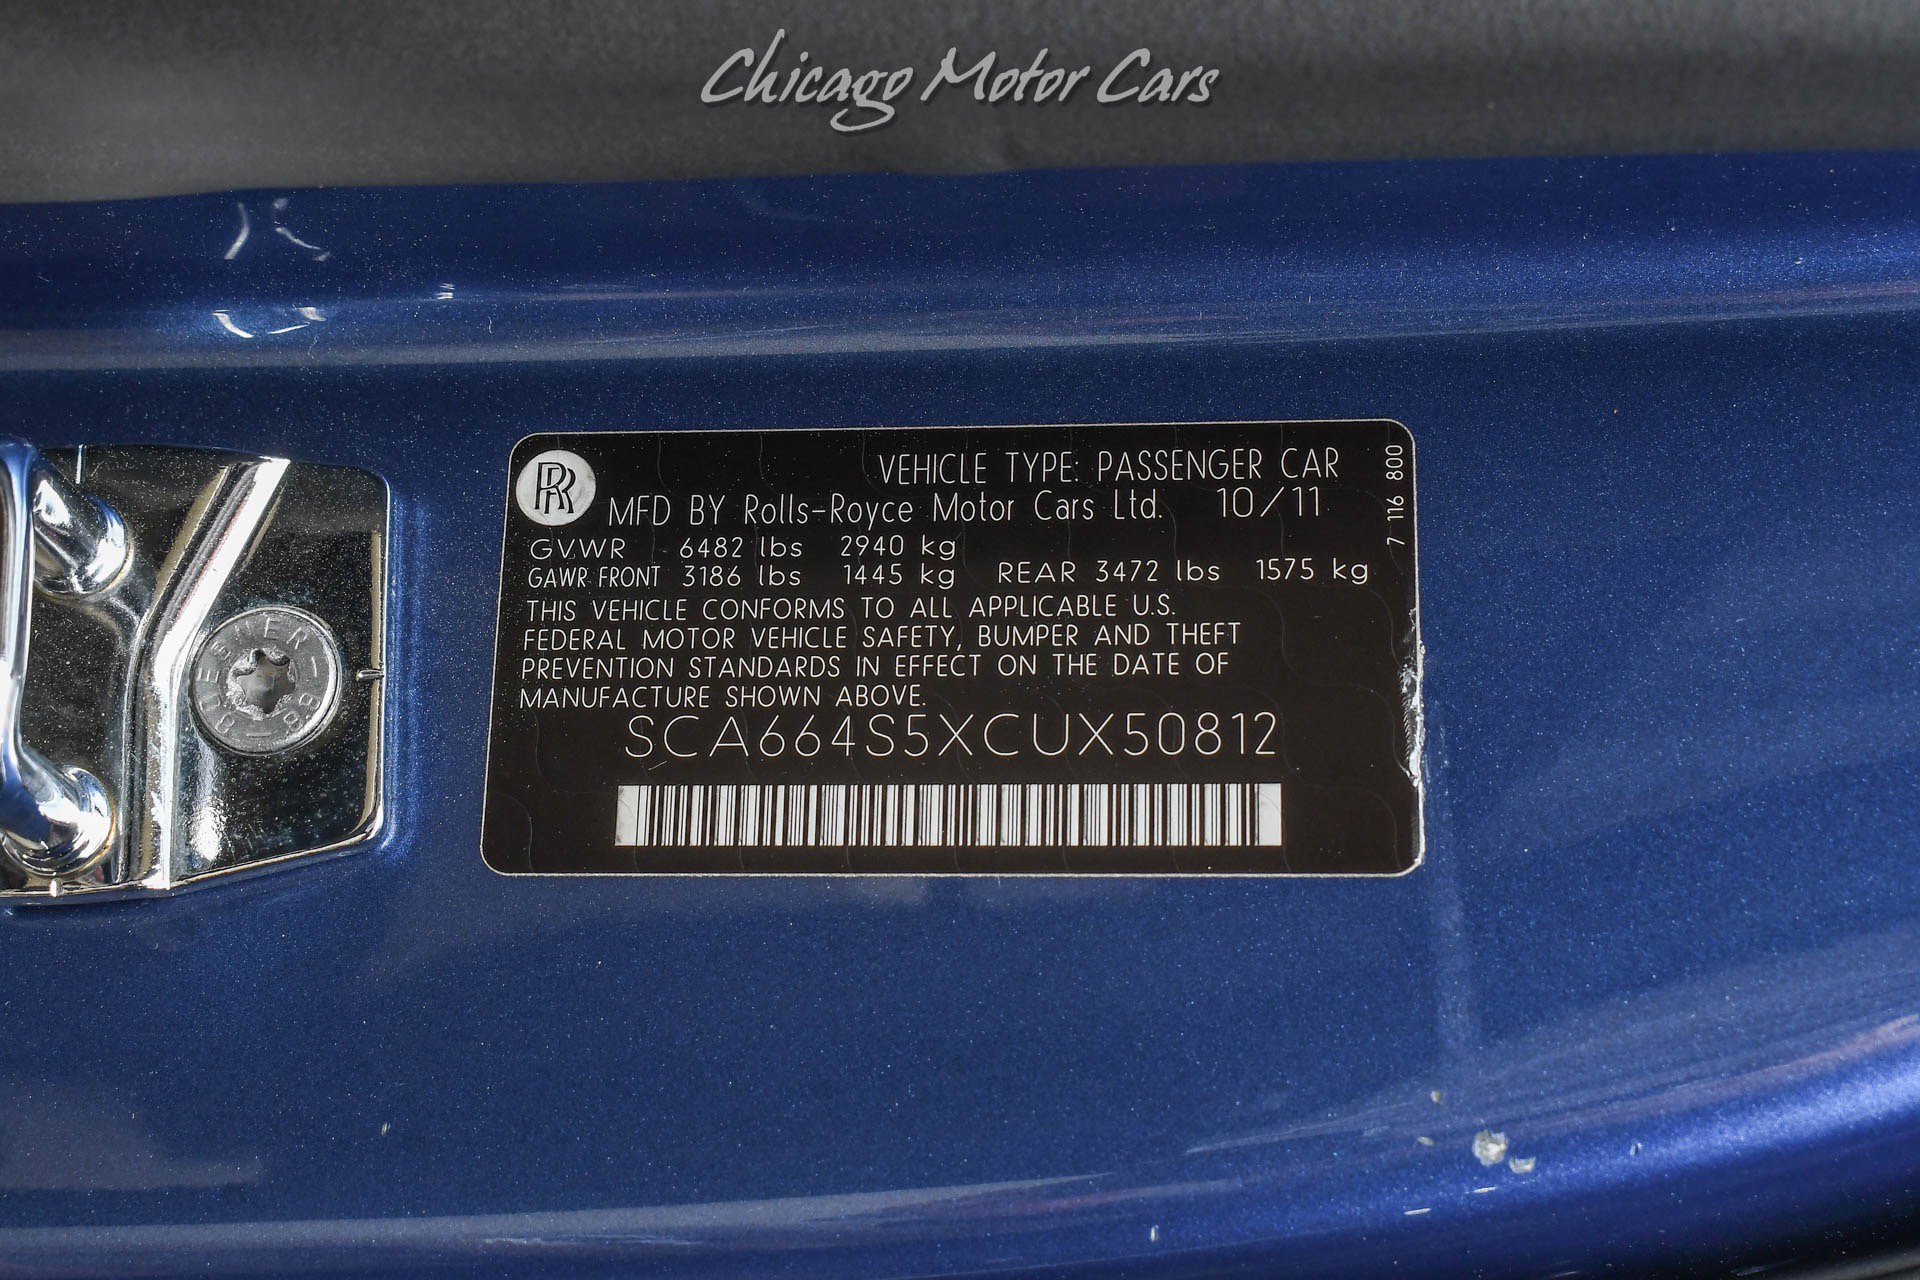 Chicago Motor Cars
RR
VEHICLE TYPE: PASSENGER CAR
MFD BY Rolls-Royce Motor Cars Ltd. 10/11
7 116 800
GVWR 6482 lbs 2940 kg
GAWR FRONT 3186 lbs 1445 kg REAR 3472 lbs 1575 kg
THIS VEHICLE CONFORMS TO ALL APPLICABLE U.S.
FEDERAL MOTOR VEHICLE SAFETY, BUMPER AND THEFT
PREVENTION STANDARDS IN EFFECT ON THE DATE OF
MANUFACTURE SHOWN ABOVE.
SCA664S5XCUX50812